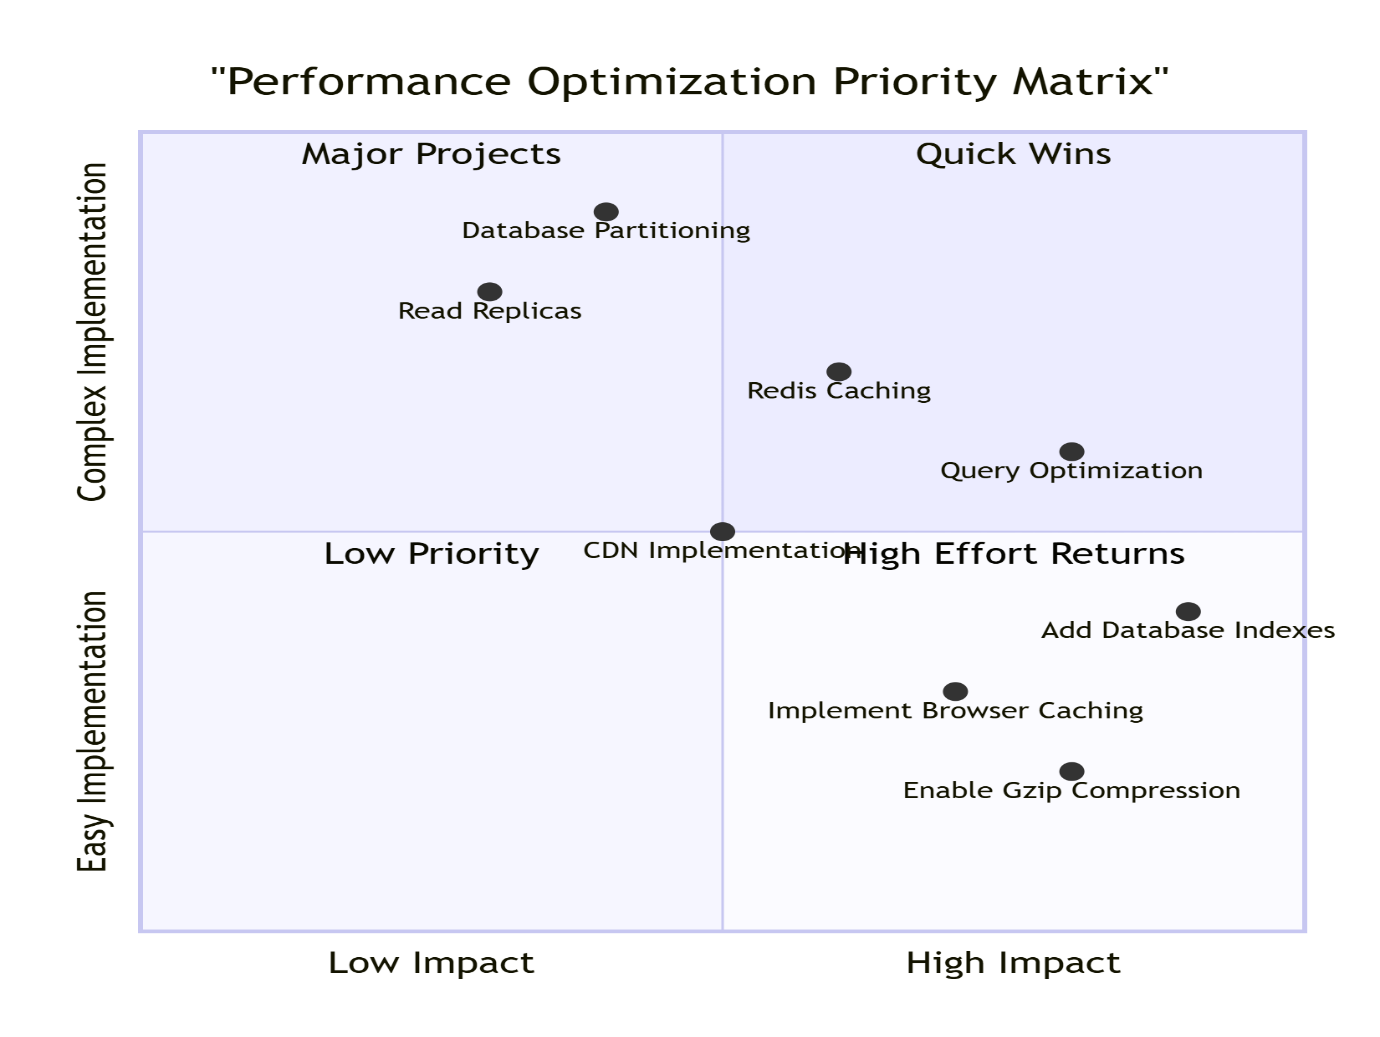 "Performance Optimization Priority Matrix"
Major Projects
Quick Wins
Database Partitioning
Read Replicas
Redis Caching
Query Optimization
Complex Implementation
Low Priority
CDN Implementation
High Effort Returns
Add Database Indexes
Implement Browser Caching
Enable Gzip Compression
Easy Implementation
Low Impact
High Impact